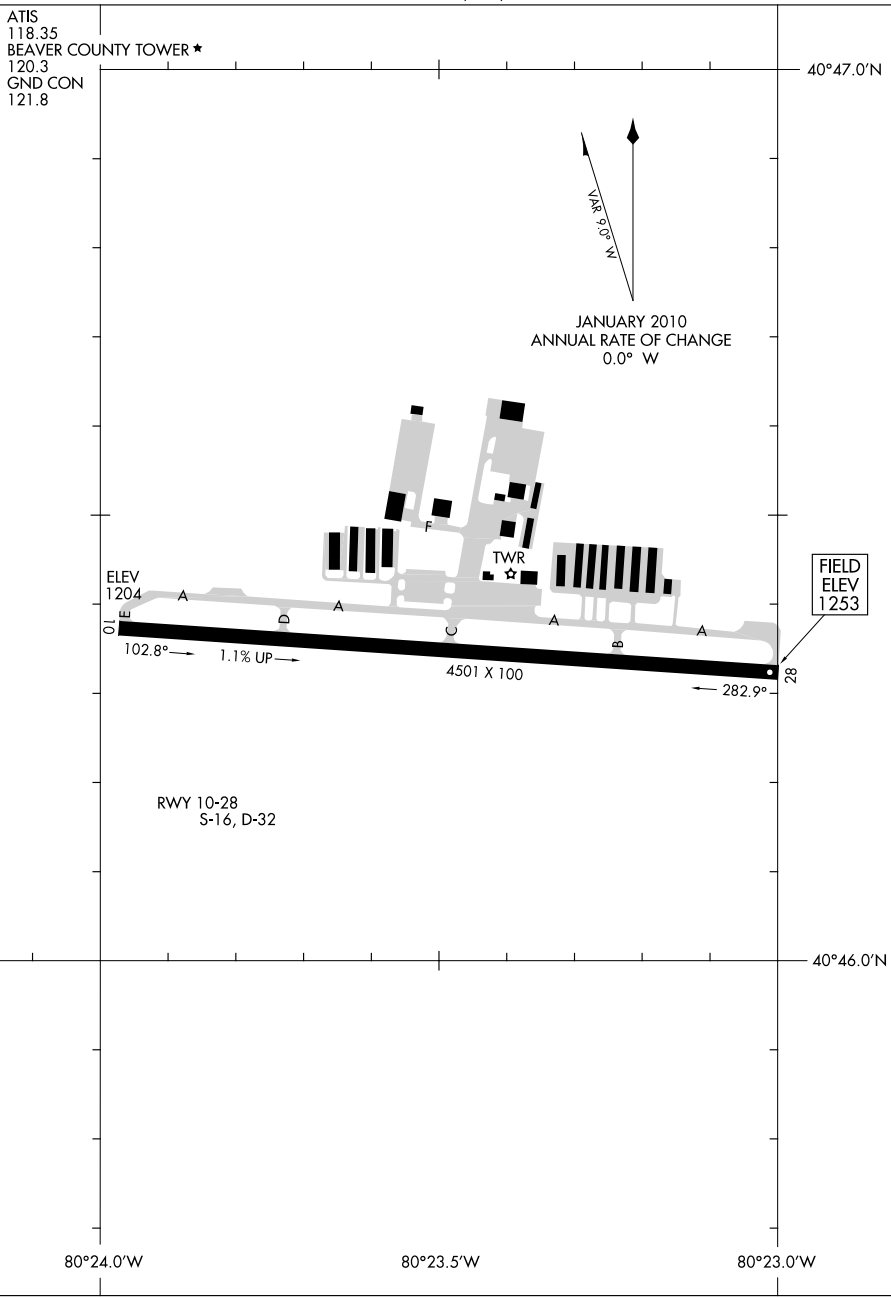 ATIS
118.35
BEAVER COUNTY TOWER ★
120.3
GND CON
121.8
40°47.0'N
VAR 9.0° W
JANUARY 2010
ANNUAL RATE OF CHANGE
0.0° W
F
TWR
ELEV
1204
FIELD
ELEV
1253
A
A
A
A
E
D
C
B
10
28
102.8°
1.1% UP
4501 X 100
282.9°
RWY 10-28
S-16, D-32
40°46.0'N
80°24.0'W
80°23.5'W
80°23.0'W